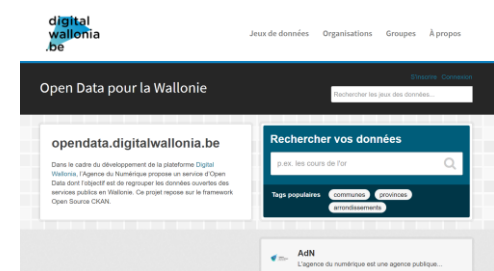 digital
wallonia
.be
Jeux de données Organisations Groupes À propos
S'inscrire Connexion
Open Data pour la Wallonie
Rechercher les jeux des données...
opendata.digitalwallonia.be
Dans le cadre du développement de la plateforme Digital
Wallonia, l'Agence du Numérique propose un service d'Open
Data dont l'objectif est de regrouper les données ouvertes des
services publics en Wallonie. Ce projet repose sur le framework
Open Source CKAN.
Rechercher vos données
p.ex. les cours de l'or
Tags populaires communes provinces
arrondissements
AdN
L'agence du numérique est une agence publique...